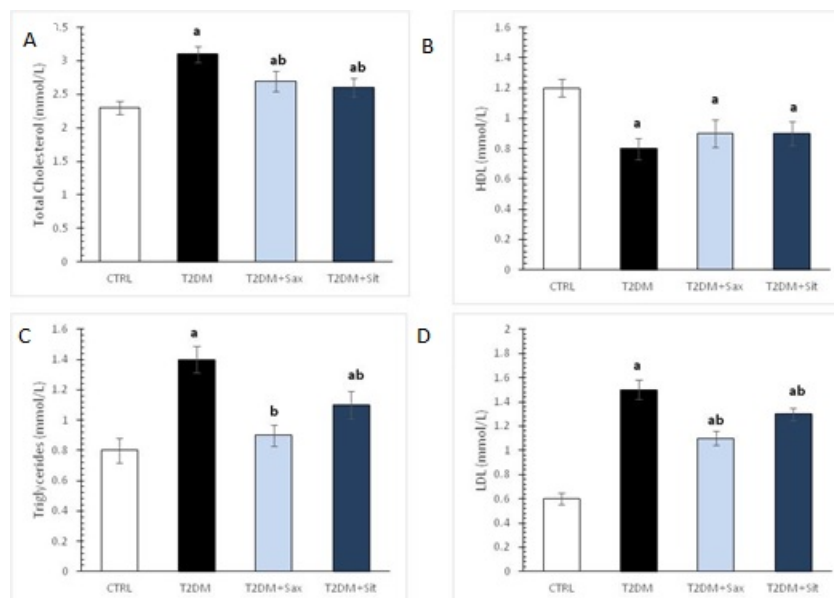 A
Total Cholesterol (mmol/L)
3.5
3
2.5
2
1.5
1
0.5
0
a
ab
ab
CTRL T2DM T2DM+Sax T2DM+Sit
B
HDL (mmol/L)
1.6
1.4
1.2
1
0.8
0.6
0.4
0.2
0
a
a
a
CTRL T2DM T2DM+Sax T2DM+Sit
C
Triglycerides (mmol/L)
1.6
1.4
1.2
1
0.8
0.6
0.4
0.2
0
a
b
ab
CTRL T2DM T2DM+Sax T2DM+Sit
D
LDL (mmol/L)
2
1.8
1.6
1.4
1.2
1
0.8
0.6
0.4
0.2
0
a
ab
ab
CTRL T2DM T2DM+Sax T2DM+Sit